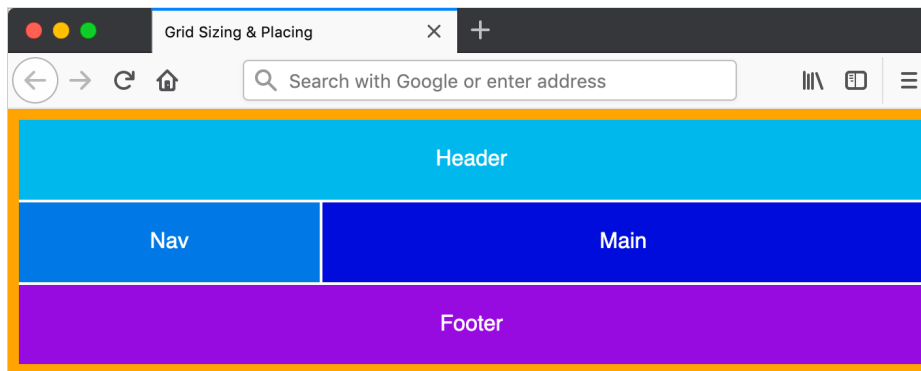 Grid Sizing & Placing
Search with Google or enter address
Header
Nav Main
Footer